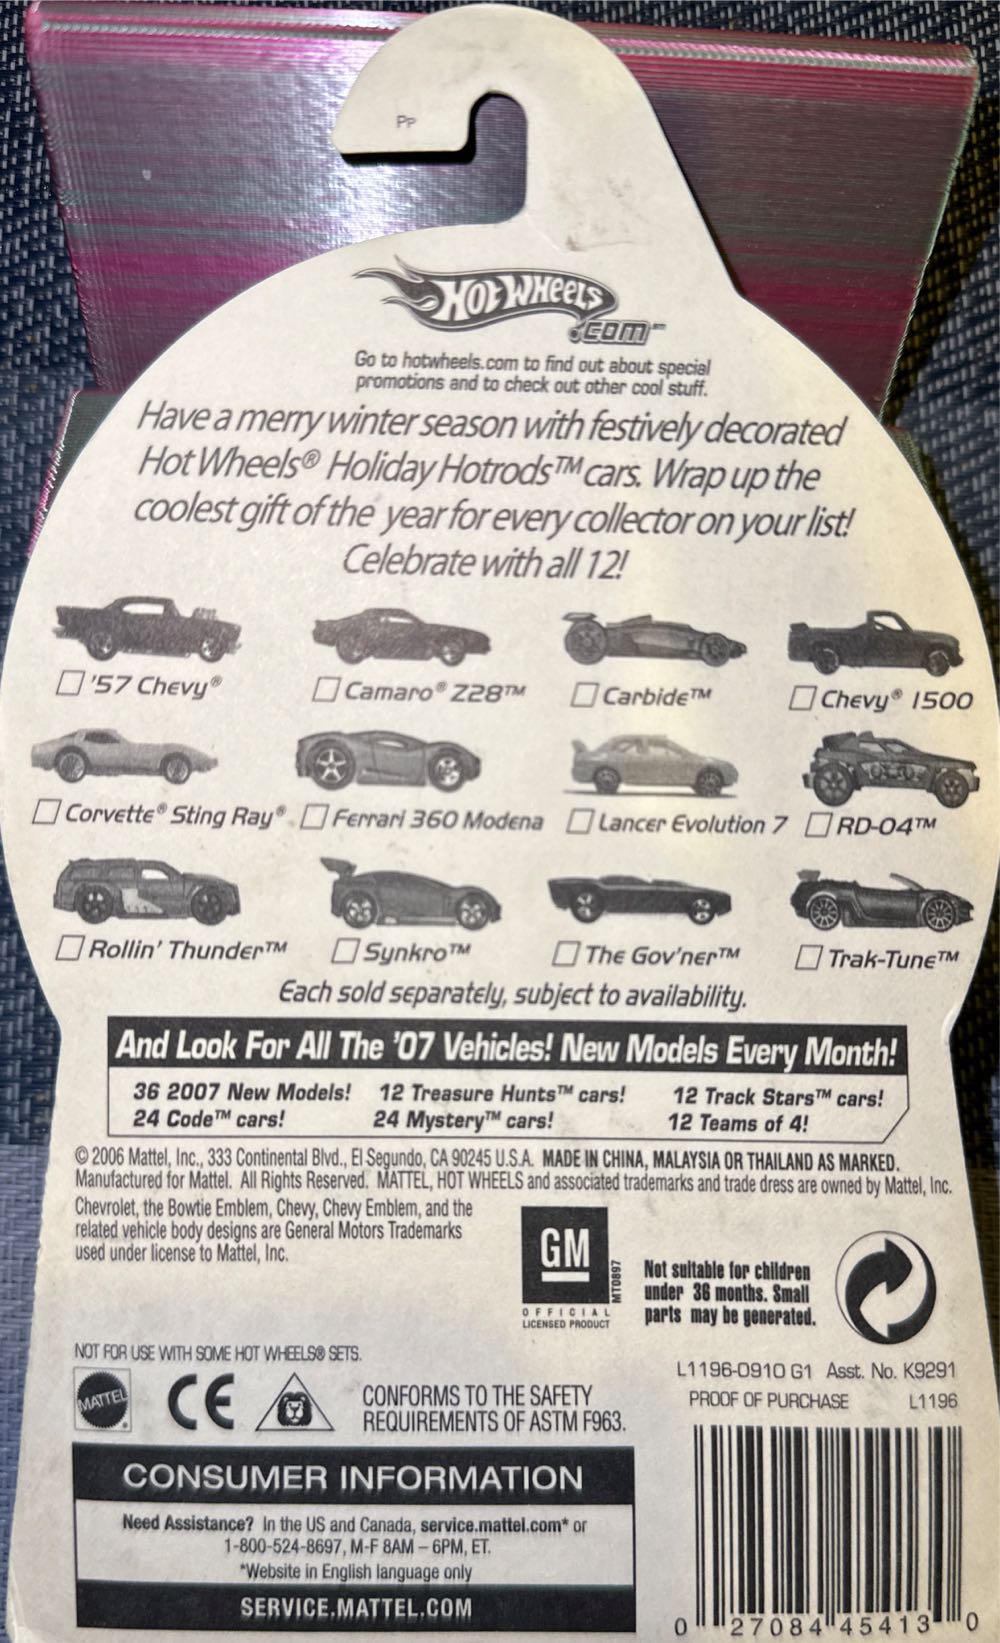 PP
HOT WHEELS
.COM™
Go to hotwheels.com to find out about special
promotions and to check out other cool stuff.
Have a merry winter season with festively decorated
Hot Wheels® Holiday Hotrods™ cars. Wrap up the
coolest gift of the year for every collector on your list!
Celebrate with all 12!
'57 Chevy® Camaro® Z28™ Carbide™ Chevy® 1500
Corvette® Sting Ray® Ferrari 360 Modena Lancer Evolution 7 RD-04™
Rollin' Thunder™ Synkro™ The Gov'ner™ Trak-Tune™
Each sold separately, subject to availability.
And Look For All The '07 Vehicles! New Models Every Month!
36 2007 New Models! 12 Treasure Hunts™ cars! 12 Track Stars™ cars!
24 Code™ cars! 24 Mystery™ cars! 12 Teams of 4!
© 2006 Mattel, Inc., 333 Continental Blvd., El Segundo, CA 90245 U.S.A. MADE IN CHINA, MALAYSIA OR THAILAND AS MARKED.
Manufactured for Mattel. All Rights Reserved. MATTEL, HOT WHEELS and associated trademarks and trade dress are owned by Mattel, Inc.
Chevrolet, the Bowtie Emblem, Chevy, Chevy Emblem, and the
related vehicle body designs are General Motors Trademarks
used under license to Mattel, Inc.
GM
MT0897
OFFICIAL
LICENSED PRODUCT
Not suitable for children
under 36 months. Small
parts may be generated.
NOT FOR USE WITH SOME HOT WHEELS® SETS.
L1196-0910 G1 Asst. No. K9291
PROOF OF PURCHASE L1196
MATTEL® CE
CONFORMS TO THE SAFETY
REQUIREMENTS OF ASTM F963.
CONSUMER INFORMATION
Need Assistance? In the US and Canada, service.mattel.com* or
1-800-524-8697, M-F 8AM – 6PM, ET.
*Website in English language only
SERVICE.MATTEL.COM
0 27084 45413 0